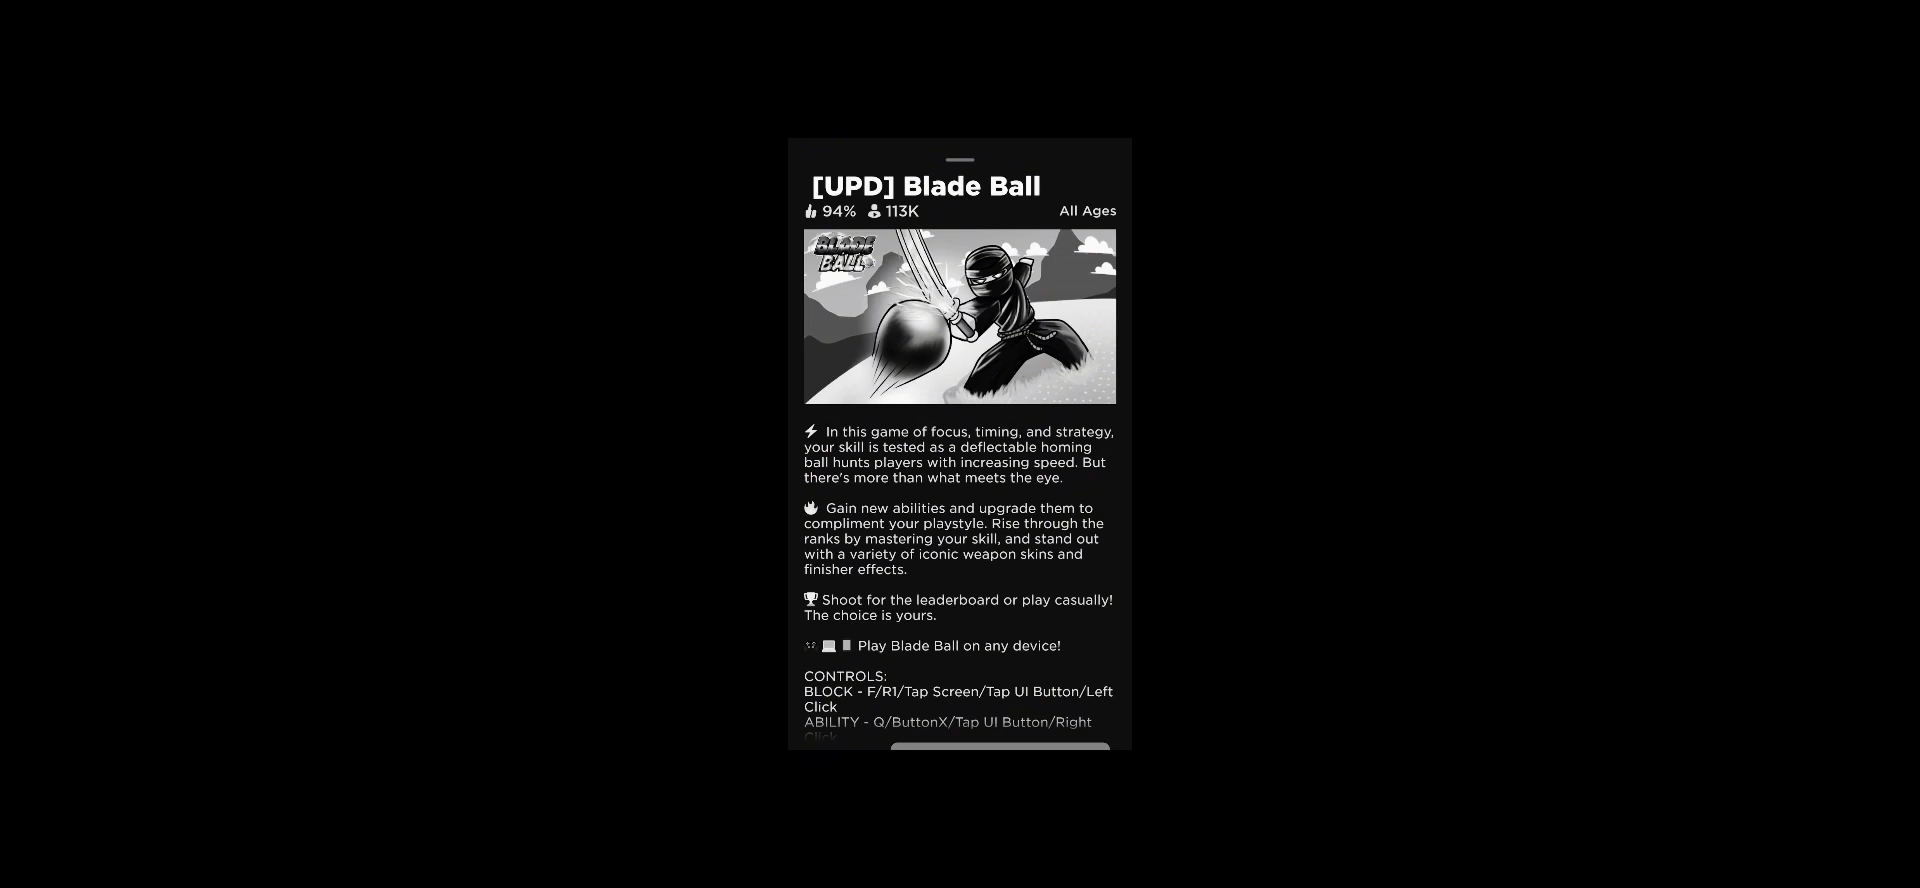 [UPD] Blade Ball
94% 113K All Ages
BLADE
BALL
In this game of focus, timing, and strategy,
your skill is tested as a deflectable homing
ball hunts players with increasing speed. But
there's more than what meets the eye.
Gain new abilities and upgrade them to
compliment your playstyle. Rise through the
ranks by mastering your skill, and stand out
with a variety of iconic weapon skins and
finisher effects.
Shoot for the leaderboard or play casually!
The choice is yours.
Play Blade Ball on any device!
CONTROLS:
BLOCK - F/R1/Tap Screen/Tap UI Button/Left
Click
ABILITY - Q/ButtonX/Tap UI Button/Right
Click